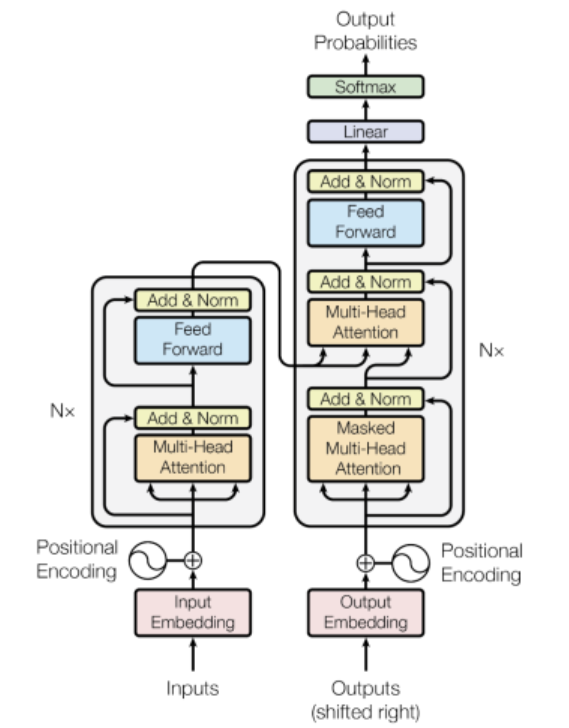 Output
Probabilities
Softmax
Linear
Add & Norm
Feed
Forward
Add & Norm
Multi-Head
Attention
Add & Norm
Masked
Multi-Head
Attention
Nx
Add & Norm
Feed
Forward
Add & Norm
Multi-Head
Attention
Nx
Positional
Encoding
Positional
Encoding
Input
Embedding
Output
Embedding
Inputs
Outputs
(shifted right)